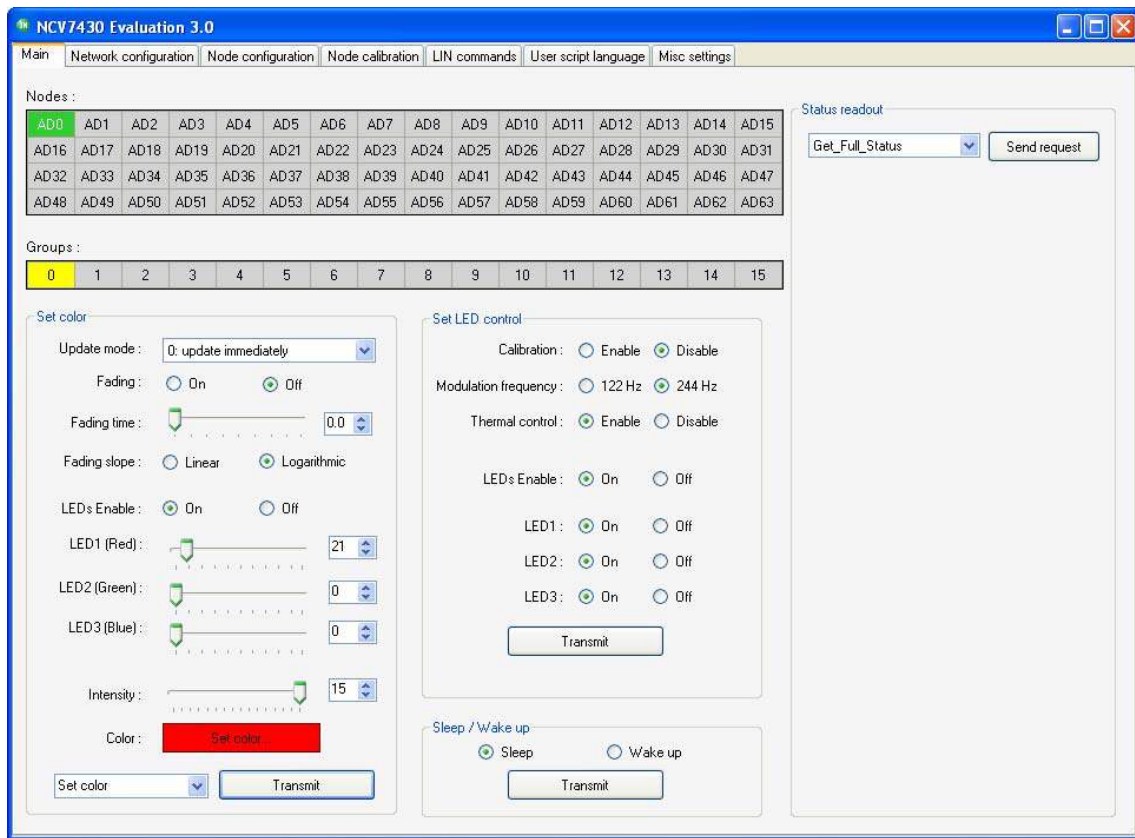 NCV7430 Evaluation 3.0
Main Network configuration Node configuration Node calibration LIN commands User script language Misc settings
Nodes :
AD0 AD1 AD2 AD3 AD4 AD5 AD6 AD7 AD8 AD9 AD10 AD11 AD12 AD13 AD14 AD15
AD16 AD17 AD18 AD19 AD20 AD21 AD22 AD23 AD24 AD25 AD26 AD27 AD28 AD29 AD30 AD31
AD32 AD33 AD34 AD35 AD36 AD37 AD38 AD39 AD40 AD41 AD42 AD43 AD44 AD45 AD46 AD47
AD48 AD49 AD50 AD51 AD52 AD53 AD54 AD55 AD56 AD57 AD58 AD59 AD60 AD61 AD62 AD63
Groups :
0 1 2 3 4 5 6 7 8 9 10 11 12 13 14 15
Set color
Update mode : 0: update immediately
Fading : On Off
Fading time : 0.0
Fading slope : Linear Logarithmic
LEDs Enable : On Off
LED1 (Red) : 21
LED2 (Green) : 0
LED3 (Blue) : 0
Intensity : 15
Color : Set color...
Set color Transmit
Set LED control
Calibration : Enable Disable
Modulation frequency : 122 Hz 244 Hz
Thermal control : Enable Disable
LEDs Enable : On Off
LED1 : On Off
LED2 : On Off
LED3 : On Off
Transmit
Sleep / Wake up
Sleep Wake up
Transmit
Status readout
Get_Full_Status Send request